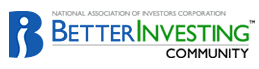 NATIONAL ASSOCIATION OF INVESTORS CORPORATION
BETTERINVESTING™
COMMUNITY